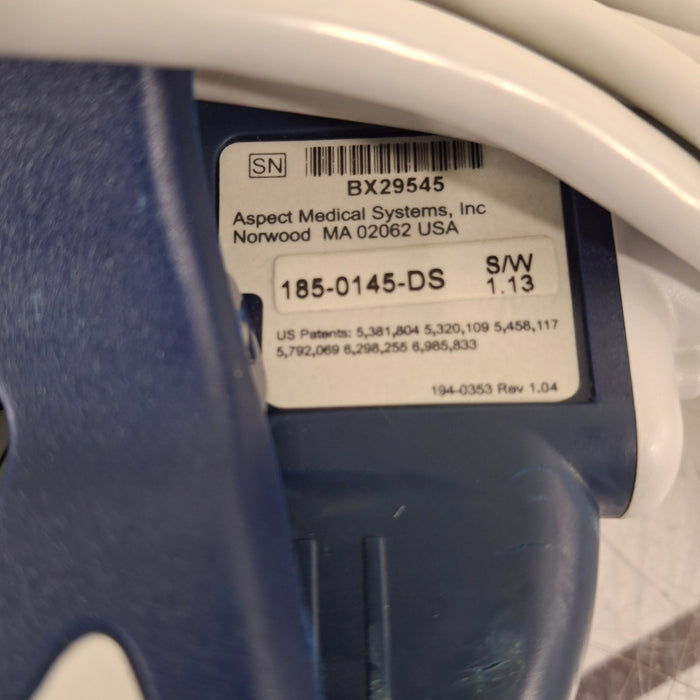 SN
BX29545
Aspect Medical Systems, Inc
Norwood MA 02062 USA
185-0145-DS
S/W
1.13
US Patents: 5,381,804 5,320,109 5,458,117
5,792,069 6,298,255 6,985,833
194-0353 Rev 1.04